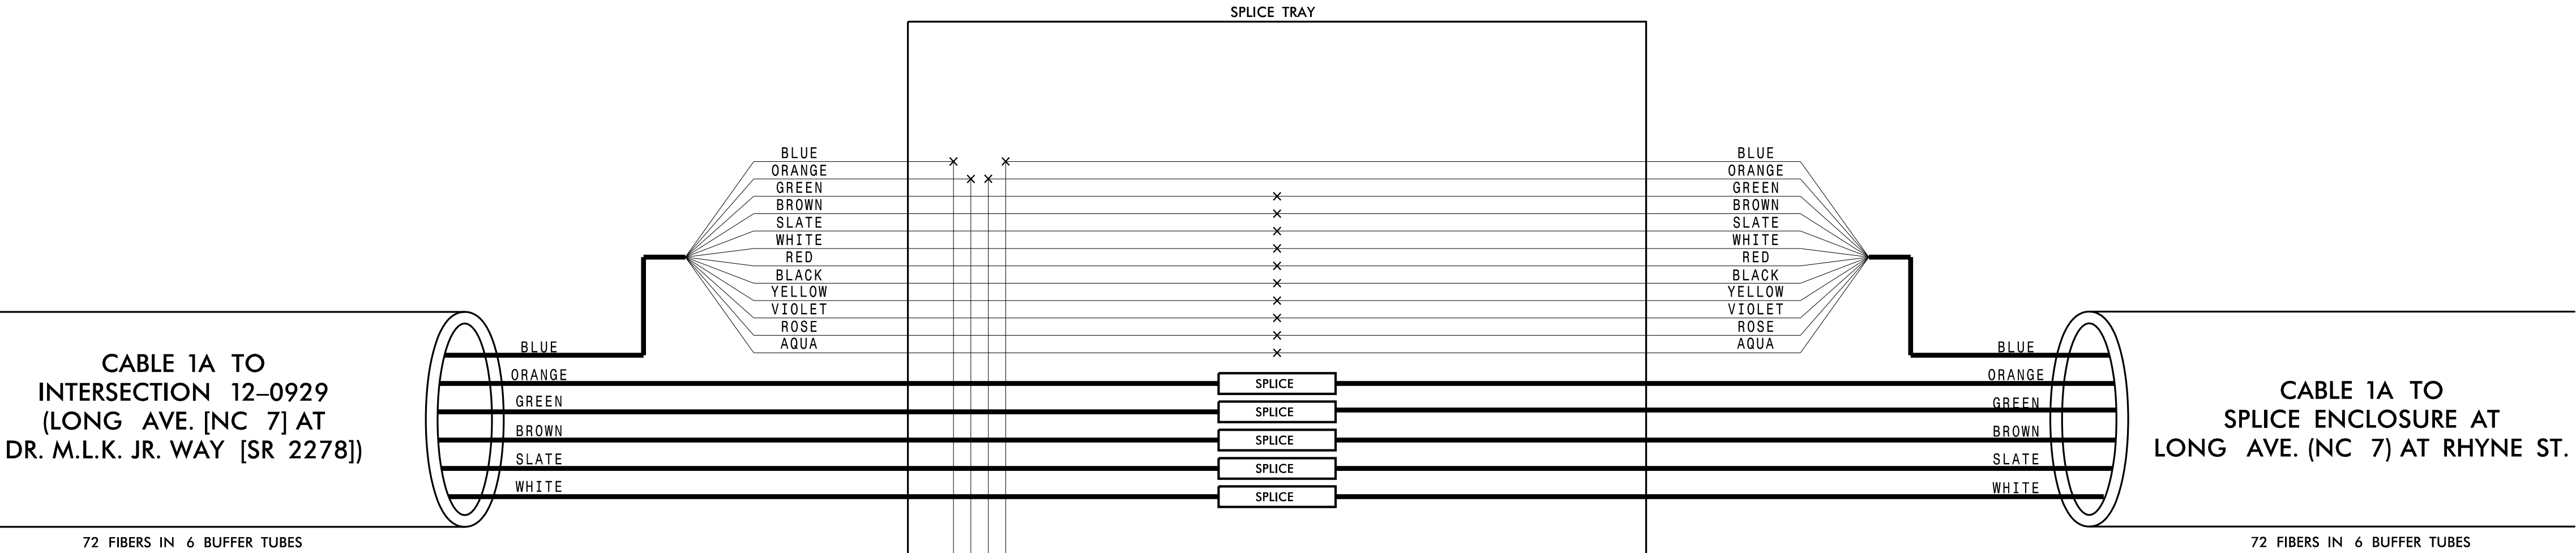 SPLICE TRAY
BLUE
ORANGE
GREEN
BROWN
SLATE
WHITE
RED
BLACK
YELLOW
VIOLET
ROSE
AQUA
BLUE
ORANGE
GREEN
BROWN
SLATE
WHITE
RED
BLACK
YELLOW
VIOLET
ROSE
AQUA
CABLE 1A TO
INTERSECTION 12–0929
(LONG AVE. [NC 7] AT
DR. M.L.K. JR. WAY [SR 2278])
72 FIBERS IN 6 BUFFER TUBES
BLUE
ORANGE
GREEN
BROWN
SLATE
WHITE
SPLICE
SPLICE
SPLICE
SPLICE
SPLICE
BLUE
ORANGE
GREEN
BROWN
SLATE
WHITE
CABLE 1A TO
SPLICE ENCLOSURE AT
LONG AVE. (NC 7) AT RHYNE ST.
72 FIBERS IN 6 BUFFER TUBES